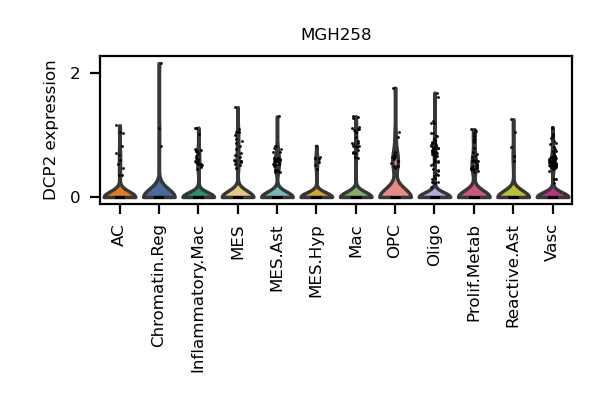 MGH258
DCP2 expression
2
0
AC
Chromatin.Reg
Inflammatory.Mac
MES
MES.Ast
MES.Hyp
Mac
OPC
Oligo
Prolif.Metab
Reactive.Ast
Vasc